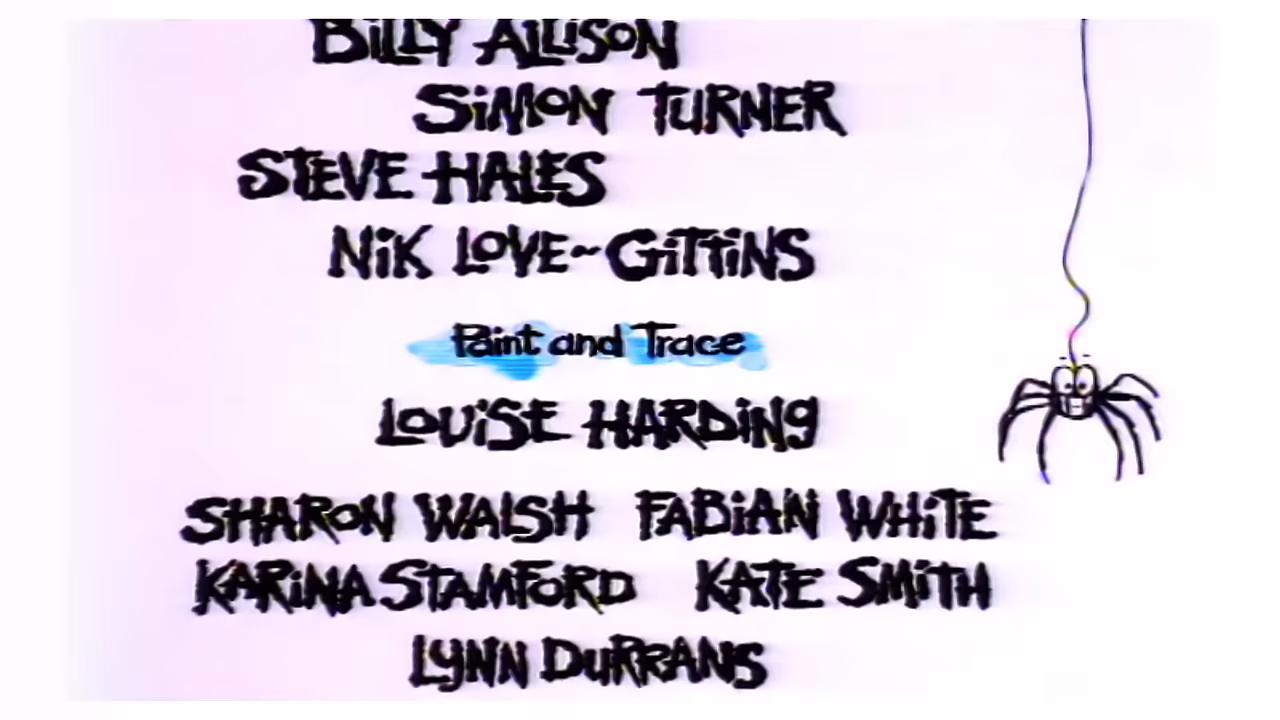 BiLLY ALLiSON
SiMON TURNER
STEVE HALES
NiK LOVE~GiTTiNS
Paint and Trace
LOUiSE HARDiNg
SHARON WALSH FABiAN WHiTE
KARiNA STAMFORD KATE SMiTH
LYNN DURRANS